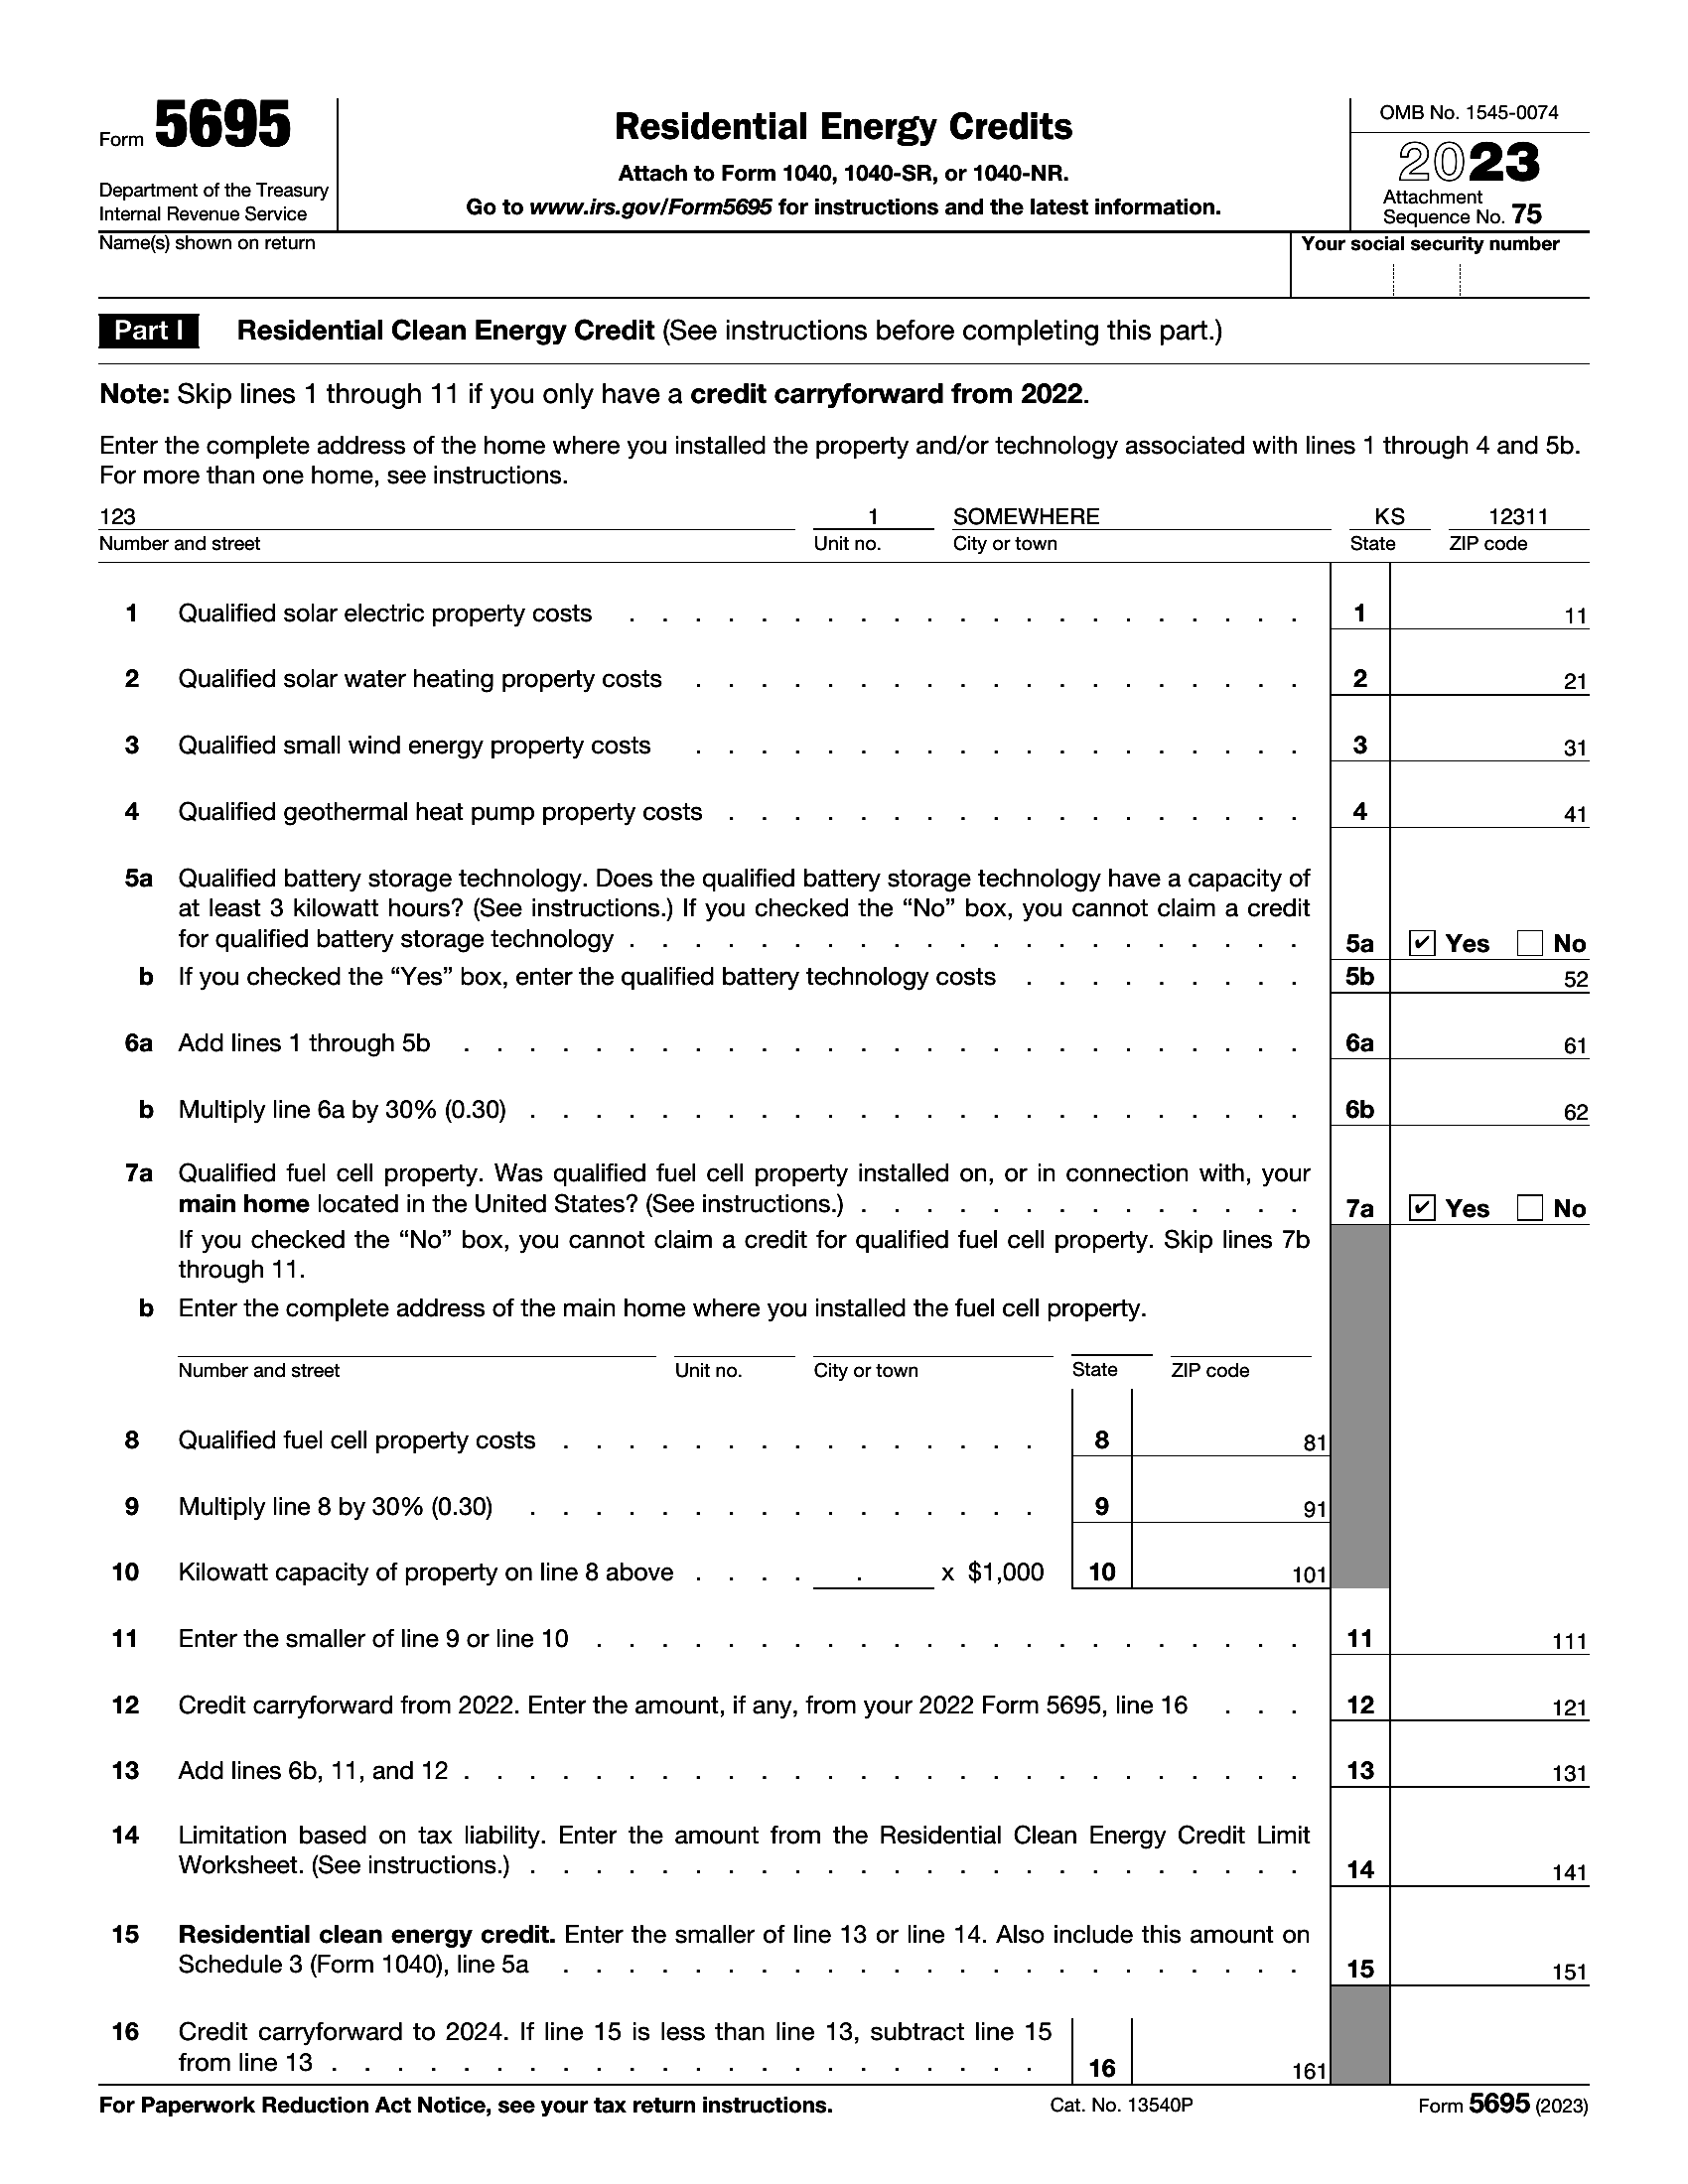 Form 5695
Department of the Treasury
Internal Revenue Service
Residential Energy Credits
Attach to Form 1040, 1040-SR, or 1040-NR.
Go to www.irs.gov/Form5695 for instructions and the latest information.
OMB No. 1545-0074
2023
Attachment
Sequence No. 75
Name(s) shown on return
Your social security number
Part I Residential Clean Energy Credit (See instructions before completing this part.)
Note: Skip lines 1 through 11 if you only have a credit carryforward from 2022.
Enter the complete address of the home where you installed the property and/or technology associated with lines 1 through 4 and 5b.
For more than one home, see instructions.
123 1 SOMEWHERE KS 12311
Number and street Unit no. City or town State ZIP code
1 Qualified solar electric property costs . . . . . . . . . . . . . . . . . . . . . 1 11
2 Qualified solar water heating property costs . . . . . . . . . . . . . . . . . . . 2 21
3 Qualified small wind energy property costs . . . . . . . . . . . . . . . . . . . 3 31
4 Qualified geothermal heat pump property costs . . . . . . . . . . . . . . . . . . 4 41
5a Qualified battery storage technology. Does the qualified battery storage technology have a capacity of
at least 3 kilowatt hours? (See instructions.) If you checked the “No” box, you cannot claim a credit
for qualified battery storage technology . . . . . . . . . . . . . . . . . . . . . 5a ✔ Yes No
b If you checked the “Yes” box, enter the qualified battery technology costs . . . . . . . . . 5b 52
6a Add lines 1 through 5b . . . . . . . . . . . . . . . . . . . . . . . . . . 6a 61
b Multiply line 6a by 30% (0.30) . . . . . . . . . . . . . . . . . . . . . . . . 6b 62
7a Qualified fuel cell property. Was qualified fuel cell property installed on, or in connection with, your
main home located in the United States? (See instructions.) . . . . . . . . . . . . . . 7a ✔ Yes No
If you checked the “No” box, you cannot claim a credit for qualified fuel cell property. Skip lines 7b
through 11.
b Enter the complete address of the main home where you installed the fuel cell property.
Number and street Unit no. City or town State ZIP code
8 Qualified fuel cell property costs . . . . . . . . . . . . . . . 8 81
9 Multiply line 8 by 30% (0.30) . . . . . . . . . . . . . . . . 9 91
10 Kilowatt capacity of property on line 8 above . . . . . x $1,000 10 101
11 Enter the smaller of line 9 or line 10 . . . . . . . . . . . . . . . . . . . . . . 11 111
12 Credit carryforward from 2022. Enter the amount, if any, from your 2022 Form 5695, line 16 . . . 12 121
13 Add lines 6b, 11, and 12 . . . . . . . . . . . . . . . . . . . . . . . . . . 13 131
14 Limitation based on tax liability. Enter the amount from the Residential Clean Energy Credit Limit
Worksheet. (See instructions.) . . . . . . . . . . . . . . . . . . . . . . . . 14 141
15 Residential clean energy credit. Enter the smaller of line 13 or line 14. Also include this amount on
Schedule 3 (Form 1040), line 5a . . . . . . . . . . . . . . . . . . . . . . . 15 151
16 Credit carryforward to 2024. If line 15 is less than line 13, subtract line 15
from line 13 . . . . . . . . . . . . . . . . . . . . . . 16 161
For Paperwork Reduction Act Notice, see your tax return instructions. Cat. No. 13540P Form 5695 (2023)